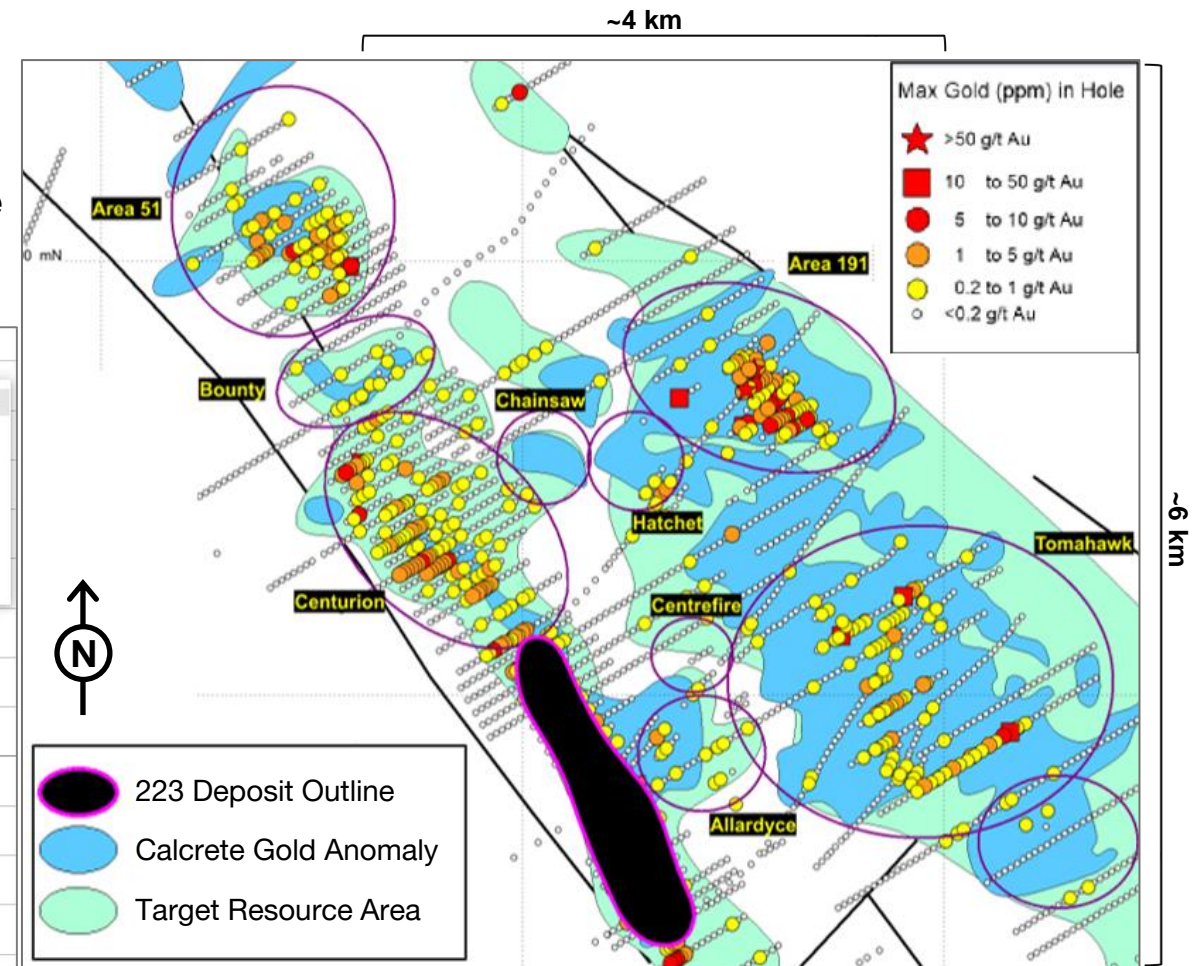 ~4 km
Max Gold (ppm) in Hole
>50 g/t Au
10 to 50 g/t Au
5 to 10 g/t Au
1 to 5 g/t Au
0.2 to 1 g/t Au
<0.2 g/t Au
Area 51
0 mN
Area 191
Bounty
Chainsaw
Hatchet
Tomahawk
~6 km
Centurion
Centrefire
N
Allardyce
223 Deposit Outline
Calcrete Gold Anomaly
Target Resource Area